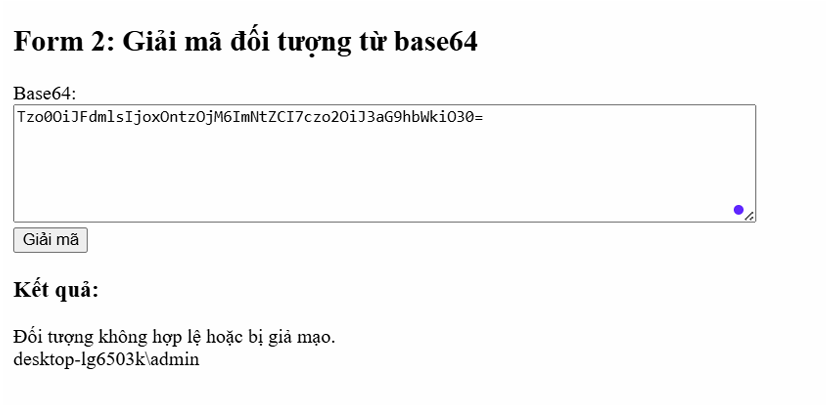 Form 2: Giải mã đối tượng từ base64
Base64:
Tzo0OiJFdmlsIjoxOntzOjM6ImNtZCI7czo2OiJ3aG9hbWkiO30=
Giải mã
Kết quả:
Đối tượng không hợp lệ hoặc bị giả mạo.
desktop-lg6503k\admin